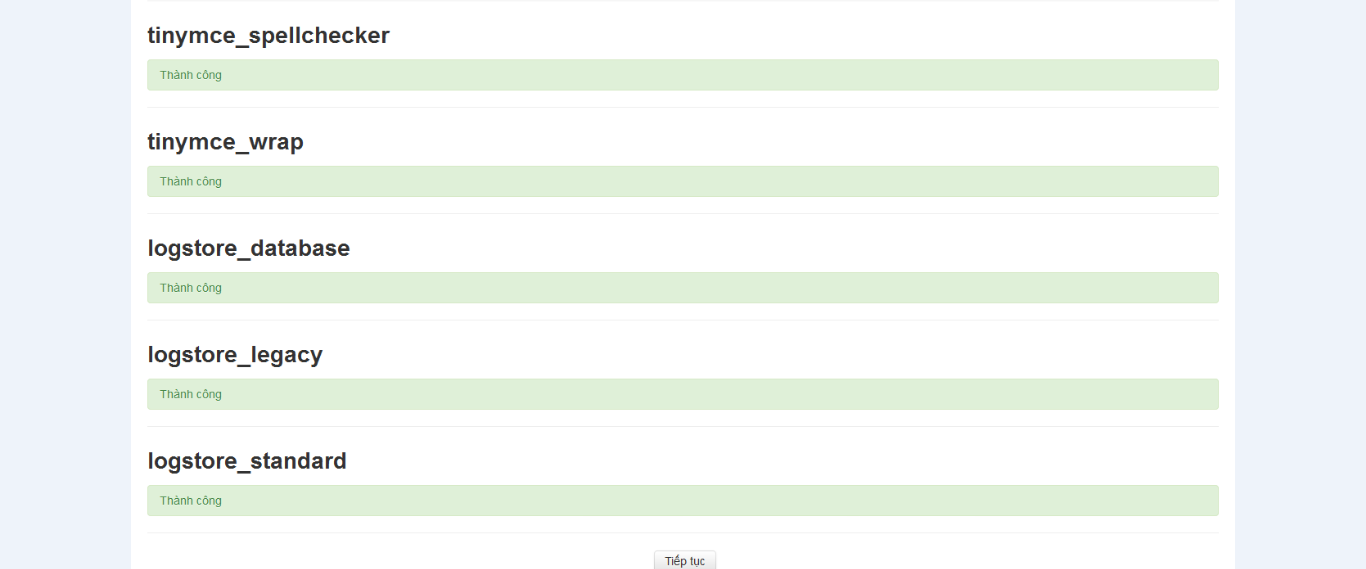 tinymce_spellchecker
Thành công
tinymce_wrap
Thành công
logstore_database
Thành công
logstore_legacy
Thành công
logstore_standard
Thành công
Tiếp tục